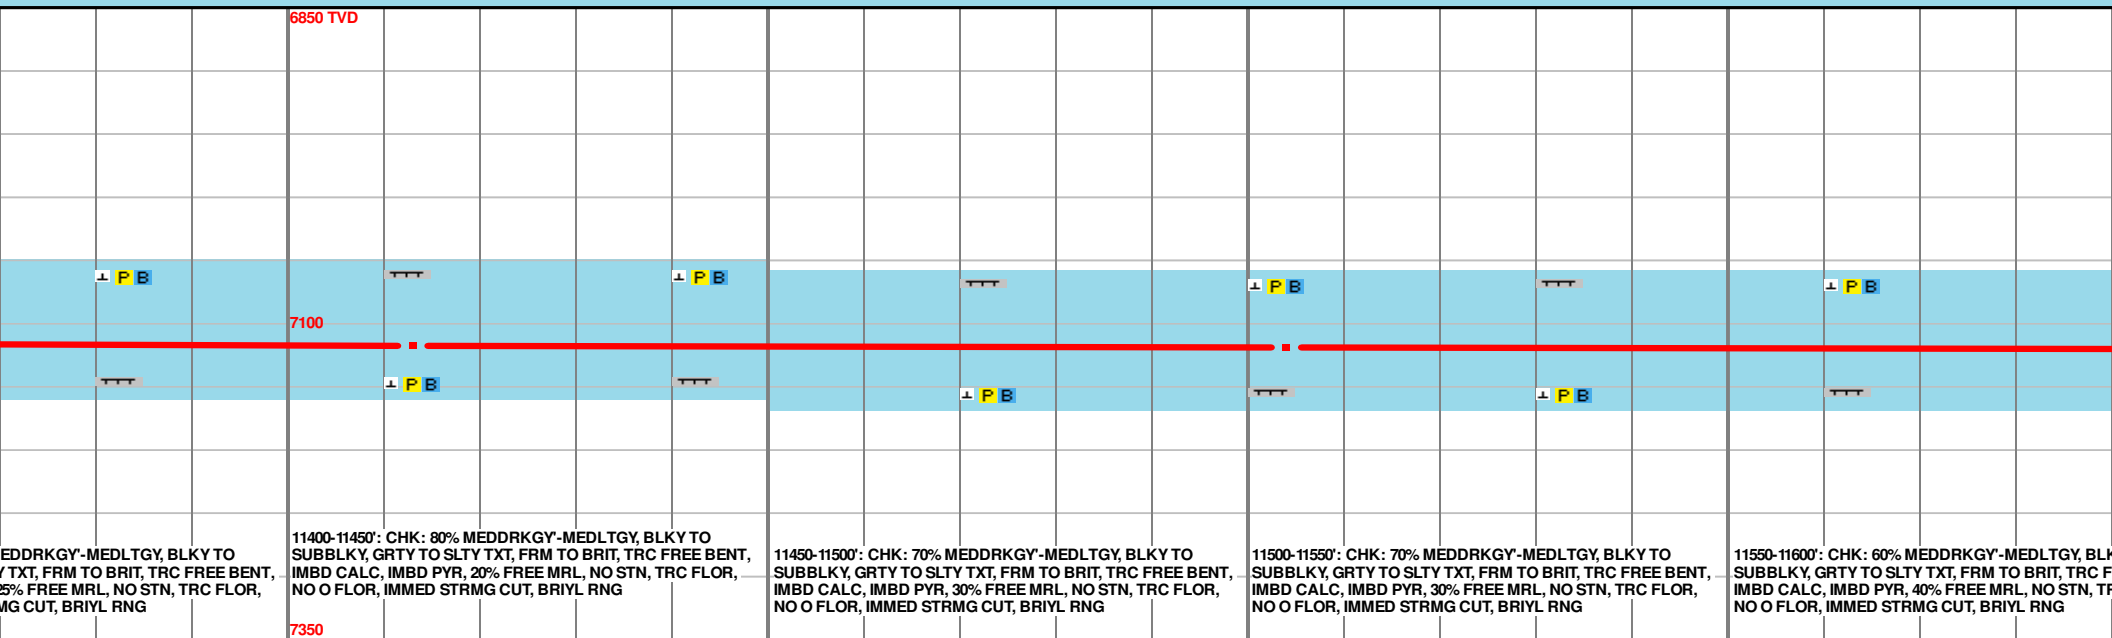 6850 TVD
⊥ P B
⊥ P B
⊥ P B
⊥ P B
7100
⊥ P B
⊥ P B
⊥ P B
EDDRKGY'-MEDLTGY, BLKY TO
Y TXT, FRM TO BRIT, TRC FREE BENT,
25% FREE MRL, NO STN, TRC FLOR,
MG CUT, BRIYL RNG
11400-11450': CHK: 80% MEDDRKGY'-MEDLTGY, BLKY TO
SUBBLKY, GRTY TO SLTY TXT, FRM TO BRIT, TRC FREE BENT,
IMBD CALC, IMBD PYR, 20% FREE MRL, NO STN, TRC FLOR,
NO O FLOR, IMMED STRMG CUT, BRIYL RNG
11450-11500': CHK: 70% MEDDRKGY'-MEDLTGY, BLKY TO
SUBBLKY, GRTY TO SLTY TXT, FRM TO BRIT, TRC FREE BENT,
IMBD CALC, IMBD PYR, 30% FREE MRL, NO STN, TRC FLOR,
NO O FLOR, IMMED STRMG CUT, BRIYL RNG
11500-11550': CHK: 70% MEDDRKGY'-MEDLTGY, BLKY TO
SUBBLKY, GRTY TO SLTY TXT, FRM TO BRIT, TRC FREE BENT,
IMBD CALC, IMBD PYR, 30% FREE MRL, NO STN, TRC FLOR,
NO O FLOR, IMMED STRMG CUT, BRIYL RNG
11550-11600': CHK: 60% MEDDRKGY'-MEDLTGY, BLK
SUBBLKY, GRTY TO SLTY TXT, FRM TO BRIT, TRC F
IMBD CALC, IMBD PYR, 40% FREE MRL, NO STN, TR
NO O FLOR, IMMED STRMG CUT, BRIYL RNG
7350